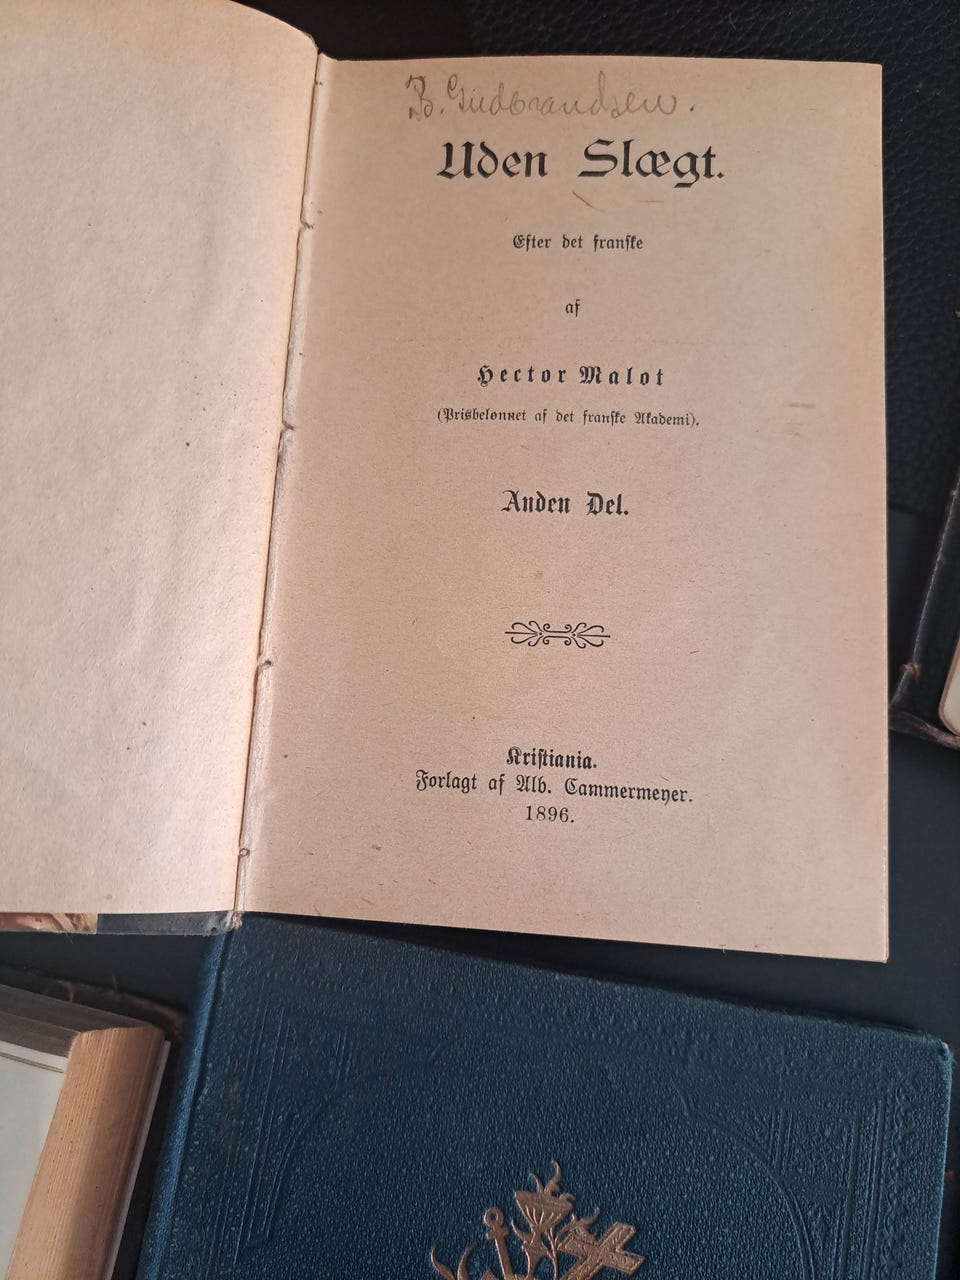 B. Gudbrandsen.
Uden Slægt.
Efter det franske
af
Hector Malot
(Prisbelønnet af det franske Akademi).
Anden Del.
Kristiania.
Forlagt af Alb. Cammermeyer.
1896.